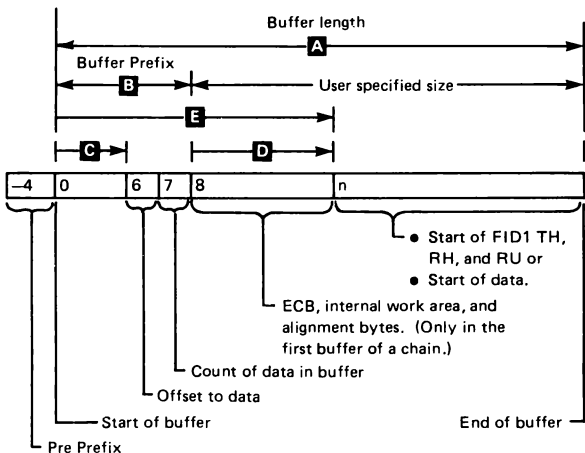 Buffer length
A
Buffer Prefix
B
User specified size
E
C
D
–4 0 6 7 8 n
• Start of FID1 TH,
RH, and RU or
• Start of data.
ECB, internal work area, and
alignment bytes. (Only in the
first buffer of a chain.)
Count of data in buffer
Offset to data
Start of buffer
End of buffer
Pre Prefix